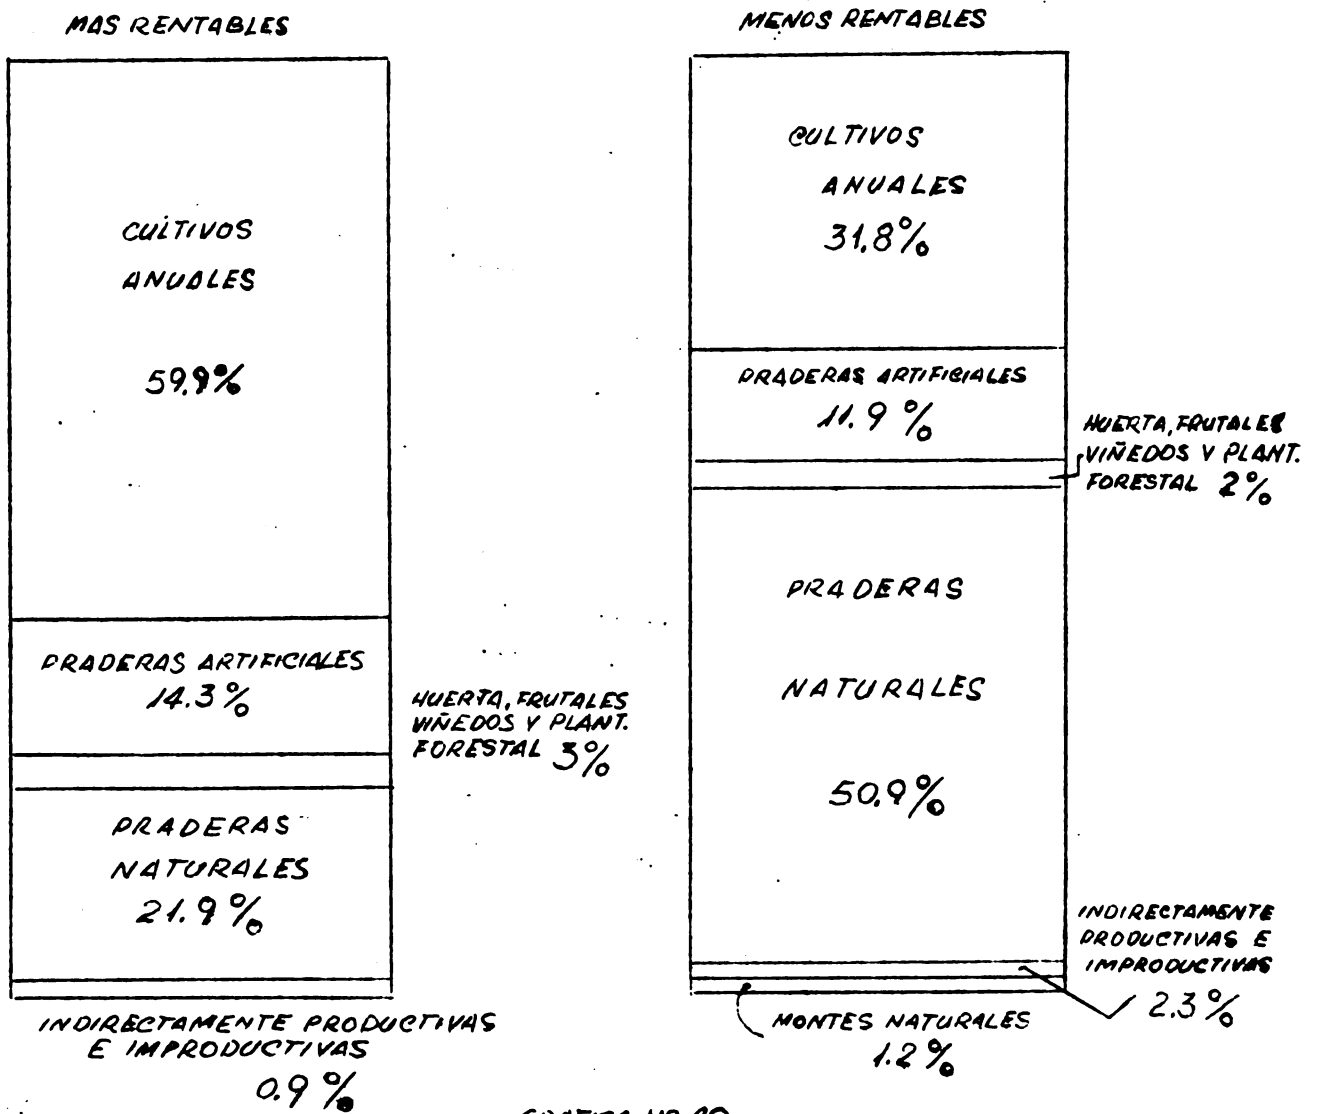 MAS RENTABLES
CULTIVOS
ANUALES
59.9%
PRADERAS ARTIFICIALES
14.3%
HUERTA, FRUTALES
VIÑEDOS Y PLANT.
FORESTAL 3%
PRADERAS
NATURALES
21.9%
INDIRECTAMENTE PRODUCTIVAS
E IMPRODUCTIVAS
0.9%
MENOS RENTABLES
CULTIVOS
ANUALES
31.8%
PRADERAS ARTIFICIALES
11.9%
HUERTA, FRUTALES
VIÑEDOS Y PLANT.
FORESTAL 2%
PRADERAS
NATURALES
50.9%
INDIRECTAMENTE
PRODUCTIVAS E
IMPRODUCTIVAS
2.3%
MONTES NATURALES
1.2%